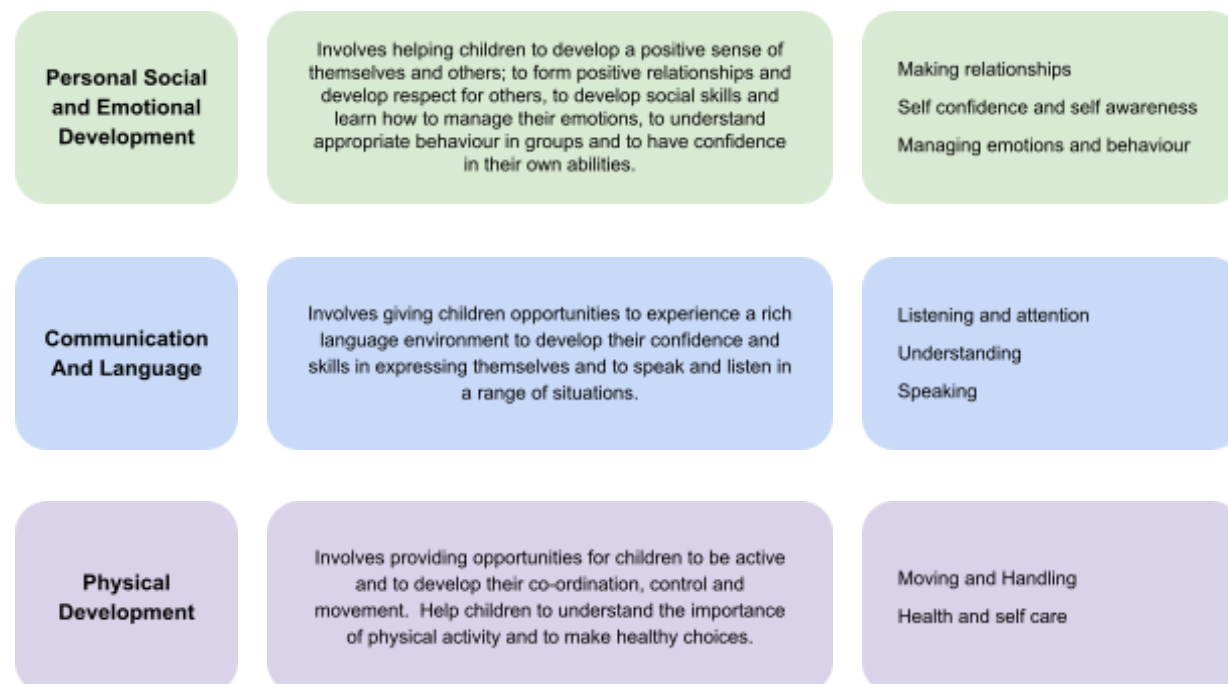 Personal Social
and Emotional
Development
Involves helping children to develop a positive sense of
themselves and others; to form positive relationships and
develop respect for others, to develop social skills and
learn how to manage their emotions, to understand
appropriate behaviour in groups and to have confidence
in their own abilities.
Making relationships
Self confidence and self awareness
Managing emotions and behaviour
Communication
And Language
Involves giving children opportunities to experience a rich
language environment to develop their confidence and
skills in expressing themselves and to speak and listen in
a range of situations.
Listening and attention
Understanding
Speaking
Physical
Development
Involves providing opportunities for children to be active
and to develop their co-ordination, control and
movement.  Help children to understand the importance
of physical activity and to make healthy choices.
Moving and Handling
Health and self care